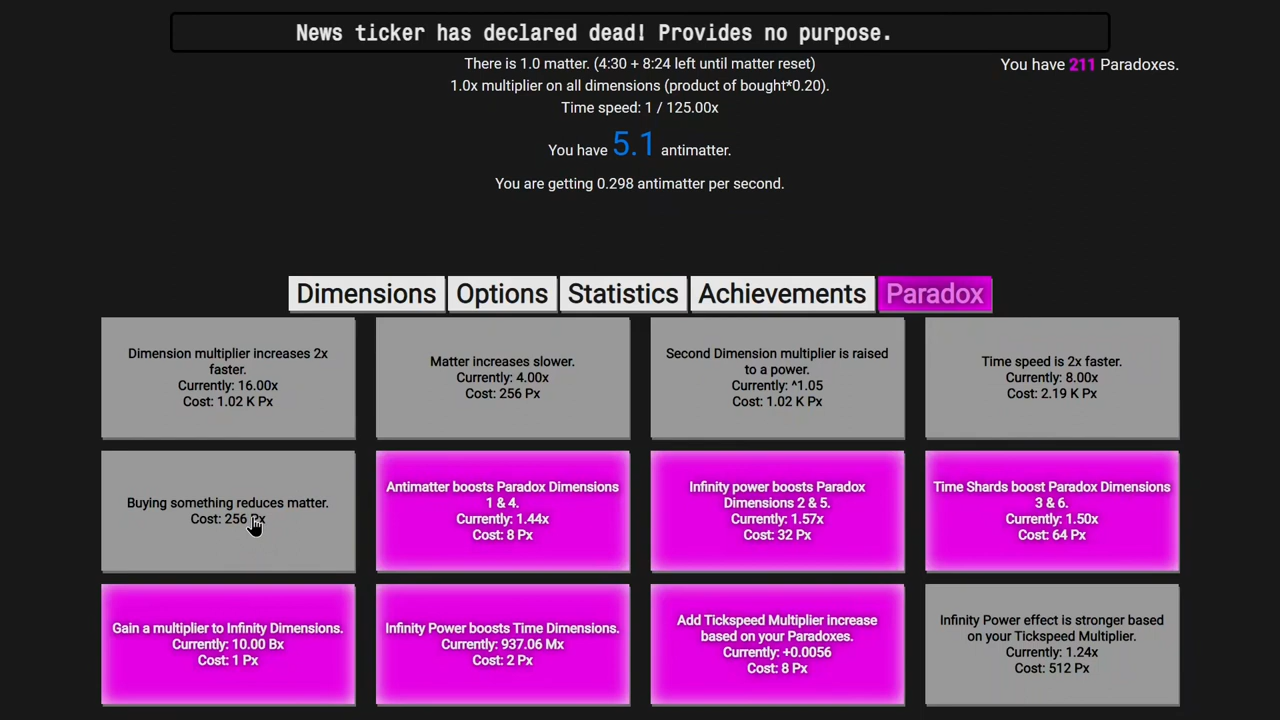 News ticker has declared dead! Provides no purpose.
There is 1.0 matter. (4:30 + 8:24 left until matter reset)
You have 211 Paradoxes.
1.0x multiplier on all dimensions (product of bought*0.20).
Time speed: 1 / 125.00x
You have 5.1 antimatter.
You are getting 0.298 antimatter per second.
Dimensions Options Statistics Achievements Paradox
Dimension multiplier increases 2x
faster.
Currently: 16.00x
Cost: 1.02 K Px
Matter increases slower.
Currently: 4.00x
Cost: 256 Px
Second Dimension multiplier is raised
to a power.
Currently: ^1.05
Cost: 1.02 K Px
Time speed is 2x faster.
Currently: 8.00x
Cost: 2.19 K Px
Buying something reduces matter.
Cost: 256 Px
Antimatter boosts Paradox Dimensions
1 & 4.
Currently: 1.44x
Cost: 8 Px
Infinity power boosts Paradox
Dimensions 2 & 5.
Currently: 1.57x
Cost: 32 Px
Time Shards boost Paradox Dimensions
3 & 6.
Currently: 1.50x
Cost: 64 Px
Gain a multiplier to Infinity Dimensions.
Currently: 10.00 Bx
Cost: 1 Px
Infinity Power boosts Time Dimensions.
Currently: 937.06 Mx
Cost: 2 Px
Add Tickspeed Multiplier increase
based on your Paradoxes.
Currently: +0.0056
Cost: 8 Px
Infinity Power effect is stronger based
on your Tickspeed Multiplier.
Currently: 1.24x
Cost: 512 Px